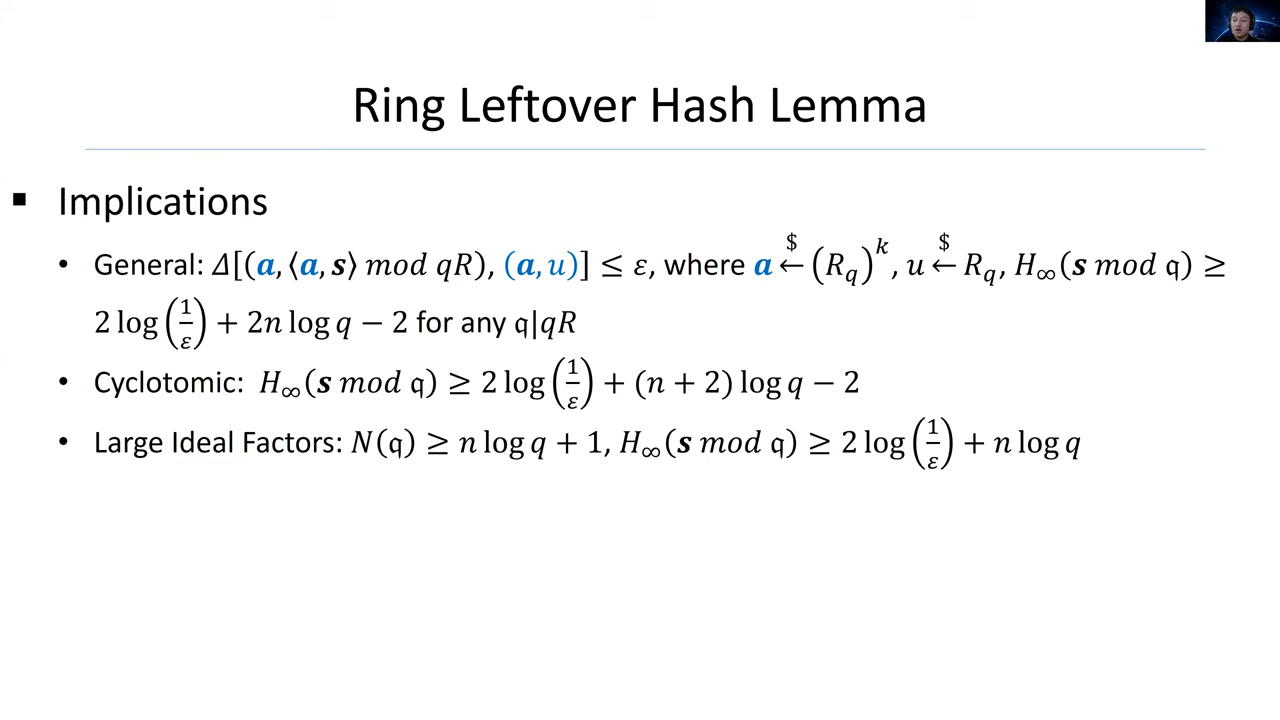 Ring Leftover Hash Lemma
▪ Implications
• General: 𝛥[(𝒂, ⟨𝒂, 𝒔⟩ 𝑚𝑜𝑑 𝑞𝑅), (𝒂, 𝑢)] ≤ 𝜀, where 𝒂 $← (𝑅_𝑞)^𝑘, 𝑢 $← 𝑅_𝑞, 𝐻_∞(𝒔 𝑚𝑜𝑑 𝔮) ≥
2 log(1/𝜀) + 2𝑛 log 𝑞 − 2 for any 𝔮|𝑞𝑅
• Cyclotomic: 𝐻_∞(𝒔 𝑚𝑜𝑑 𝔮) ≥ 2 log(1/𝜀) + (𝑛 + 2) log 𝑞 − 2
• Large Ideal Factors: 𝑁(𝔮) ≥ 𝑛 log 𝑞 + 1, 𝐻_∞(𝒔 𝑚𝑜𝑑 𝔮) ≥ 2 log(1/𝜀) + 𝑛 log 𝑞